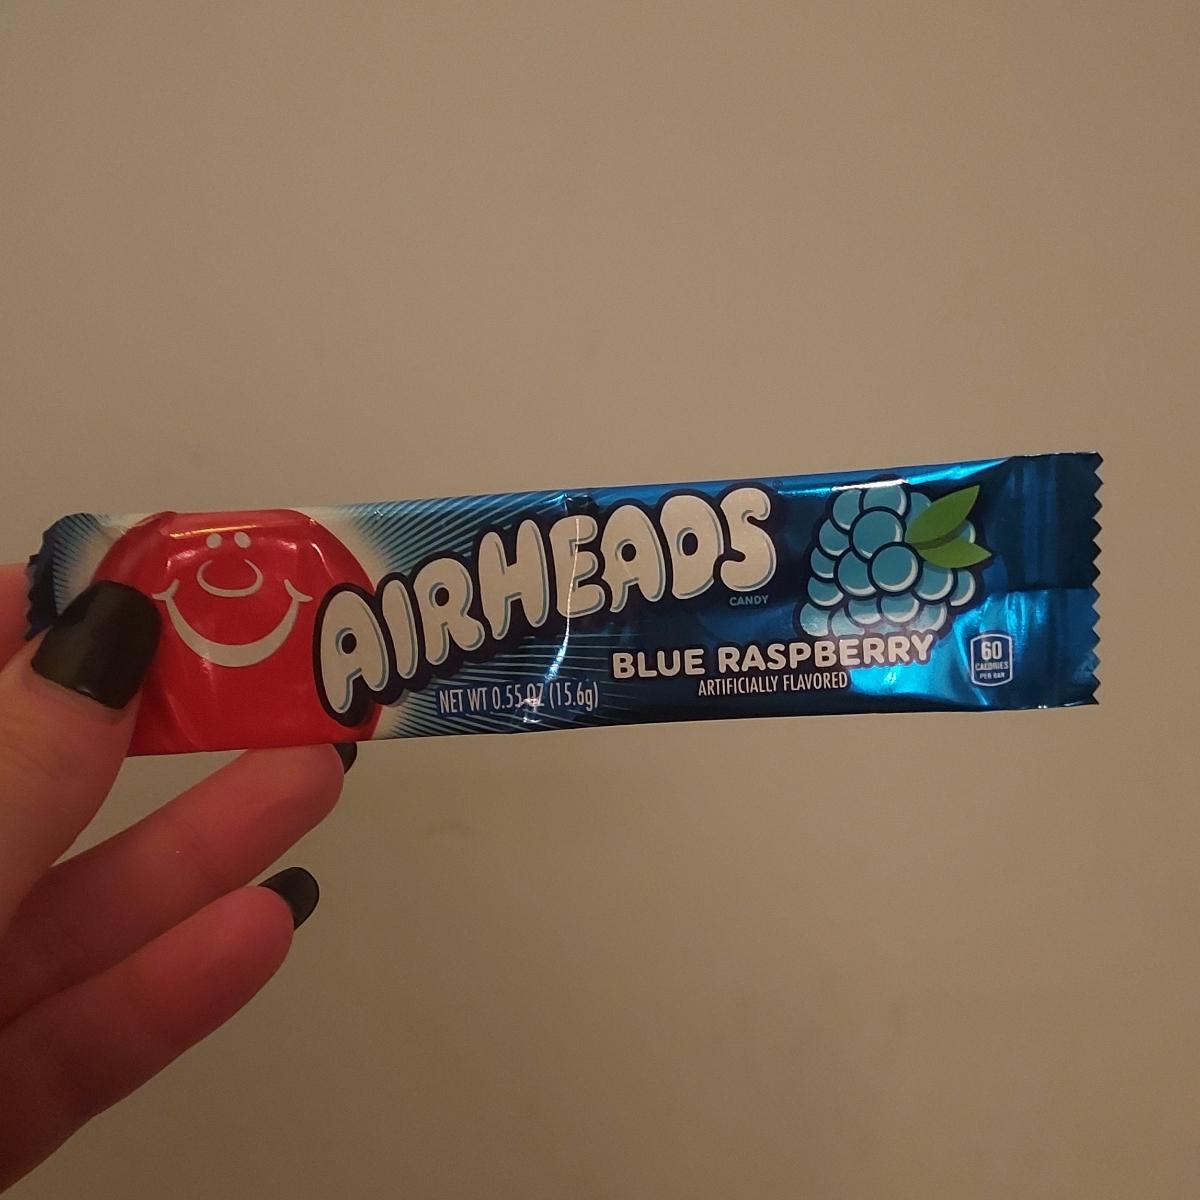 AIRHEADS
CANDY
BLUE RASPBERRY
ARTIFICIALLY FLAVORED
NET WT 0.55 OZ (15.6g)
60
CALORIES
PER BAR